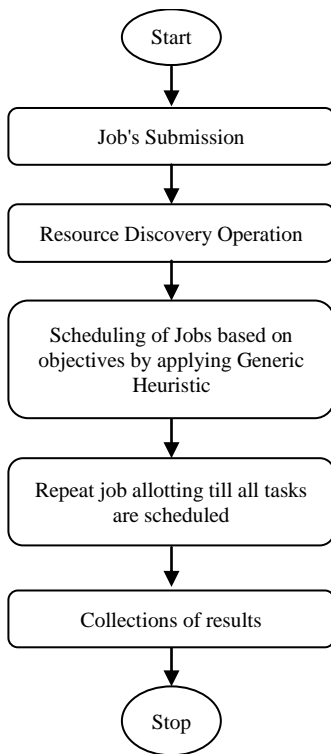 Start
Job's Submission
Resource Discovery Operation
Scheduling of Jobs based on
objectives by applying Generic
Heuristic
Repeat job allotting till all tasks
are scheduled
Collections of results
Stop